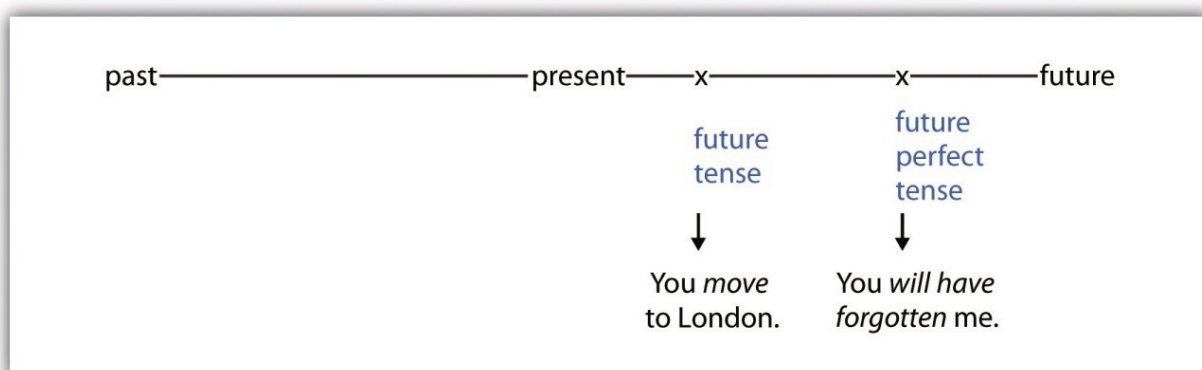 past present x x future
future
tense
future
perfect
tense
You move
to London.
You will have
forgotten me.